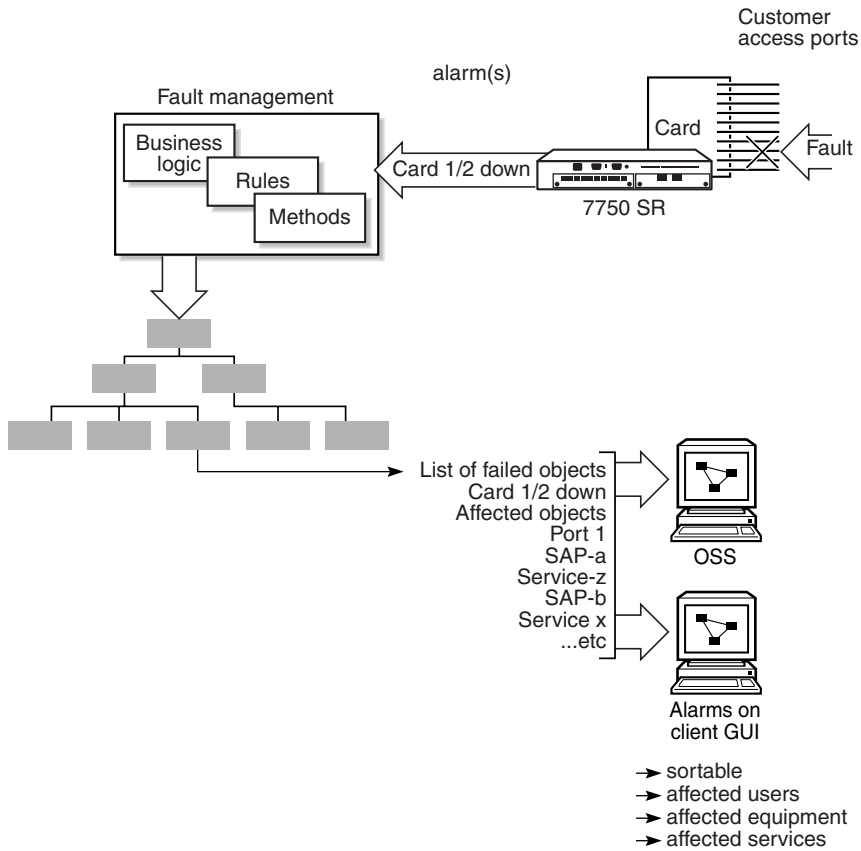 Customer
access ports
alarm(s)
Fault management
Business
logic
Rules
Methods
Card 1/2 down
Card
Fault
7750 SR
List of failed objects
Card 1/2 down
Affected objects
Port 1
SAP-a
Service-z
SAP-b
Service x
...etc
OSS
Alarms on
client GUI
sortable
affected users
affected equipment
affected services